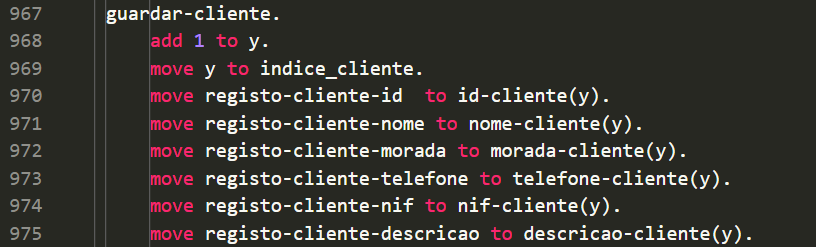 967 guardar-cliente.
968 add 1 to y.
969 move y to indice_cliente.
970 move registo-cliente-id  to id-cliente(y).
971 move registo-cliente-nome to nome-cliente(y).
972 move registo-cliente-morada to morada-cliente(y).
973 move registo-cliente-telefone to telefone-cliente(y).
974 move registo-cliente-nif to nif-cliente(y).
975 move registo-cliente-descricao to descricao-cliente(y).